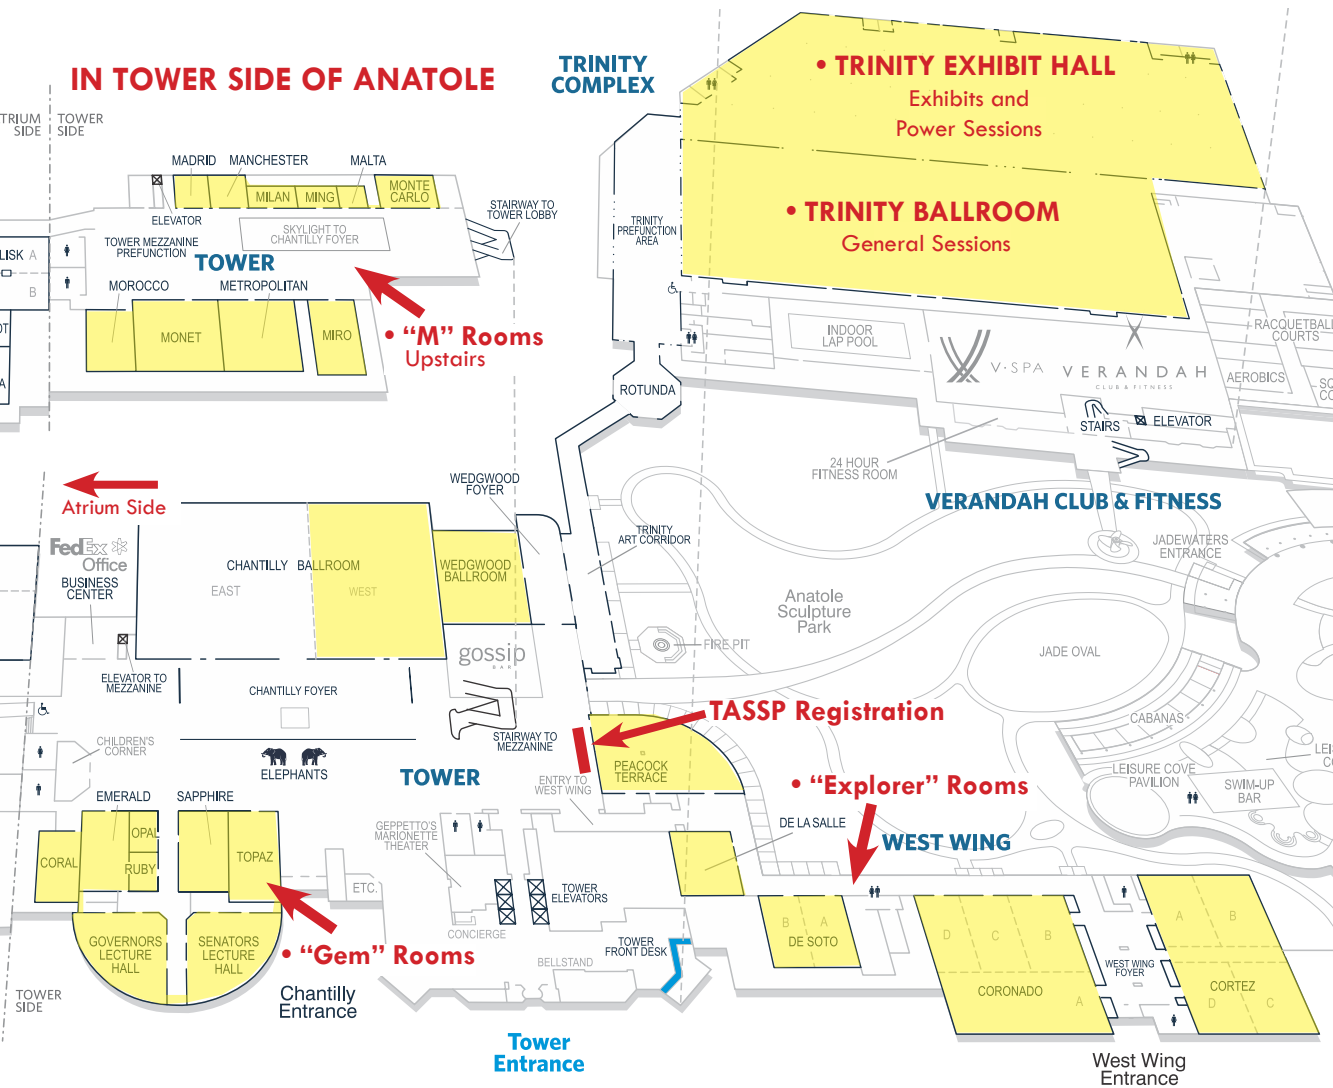 IN TOWER SIDE OF ANATOLE
TRINITY
COMPLEX
• TRINITY EXHIBIT HALL
Exhibits and
Power Sessions
TRIUM
SIDE
TOWER
SIDE
MADRID
MANCHESTER
MALTA
MILAN
MING
MONTE
CARLO
ELEVATOR
SKYLIGHT TO
CHANTILLY FOYER
STAIRWAY TO
TOWER LOBBY
TRINITY
PREFUNCTION
AREA
• TRINITY BALLROOM
General Sessions
LISK
A
B
TOWER MEZZANINE
PREFUNCTION
TOWER
MOROCCO
METROPOLITAN
MONET
MIRO
• “M” Rooms
Upstairs
OT
A
INDOOR
LAP POOL
V·SPA
VERANDAH
CLUB & FITNESS
RACQUETBALL
COURTS
AEROBICS
SQ
CO
ROTUNDA
STAIRS
ELEVATOR
24 HOUR
FITNESS ROOM
VERANDAH CLUB & FITNESS
Atrium Side
WEDGWOOD
FOYER
FedEx
Office
BUSINESS
CENTER
CHANTILLY BALLROOM
EAST
WEST
WEDGWOOD
BALLROOM
TRINITY
ART CORRIDOR
JADEWATERS
ENTRANCE
Anatole
Sculpture
Park
FIRE PIT
JADE OVAL
gossip
BAR
ELEVATOR TO
MEZZANINE
CHANTILLY FOYER
STAIRWAY TO
MEZZANINE
TASSP Registration
CABANAS
CHILDREN'S
CORNER
ELEPHANTS
TOWER
ENTRY TO
WEST WING
PEACOCK
TERRACE
• “Explorer” Rooms
LEISURE COVE
PAVILION
SWIM-UP
BAR
LEI
CO
EMERALD
SAPPHIRE
OPAL
RUBY
CORAL
TOPAZ
GEPPETTO'S
MARIONETTE
THEATER
DE LA SALLE
WEST WING
ETC.
TOWER
ELEVATORS
CONCIERGE
BELLSTAND
TOWER
FRONT DESK
GOVERNORS
LECTURE
HALL
SENATORS
LECTURE
HALL
• “Gem” Rooms
B
A
DE SOTO
D
C
B
CORONADO
A
WEST WING
FOYER
A
B
CORTEZ
D
C
TOWER
SIDE
Chantilly
Entrance
Tower
Entrance
West Wing
Entrance